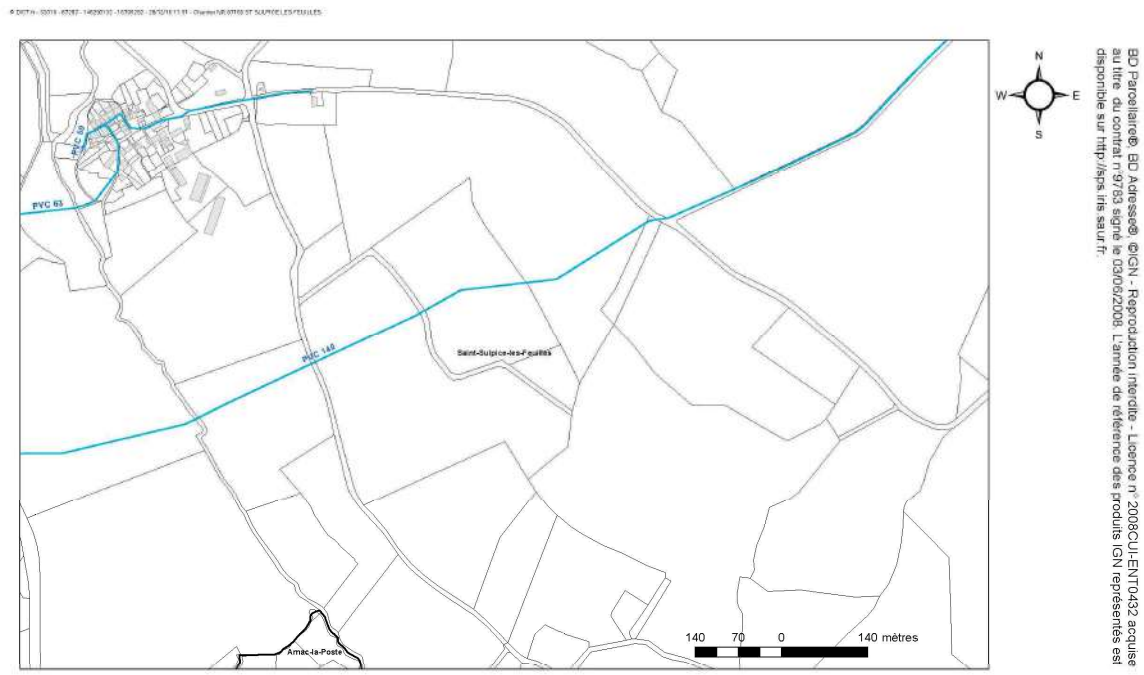 N
W E
S
PVC 50
PVC 63
PVC 140
Saint-Sulpice-les-Feuilles
Arnac-la-Poste
140 70 0 140 mètres
BD Parcellaire®, BD Adresse®, ©IGN - Reproduction interdite - Licence n° 2008CUI-ENT0432 acquise
au titre du contrat n°9783 signé le 03/06/2008. L'année de référence des produits IGN représentés est
disponible sur http://sps.iris.saur.fr.